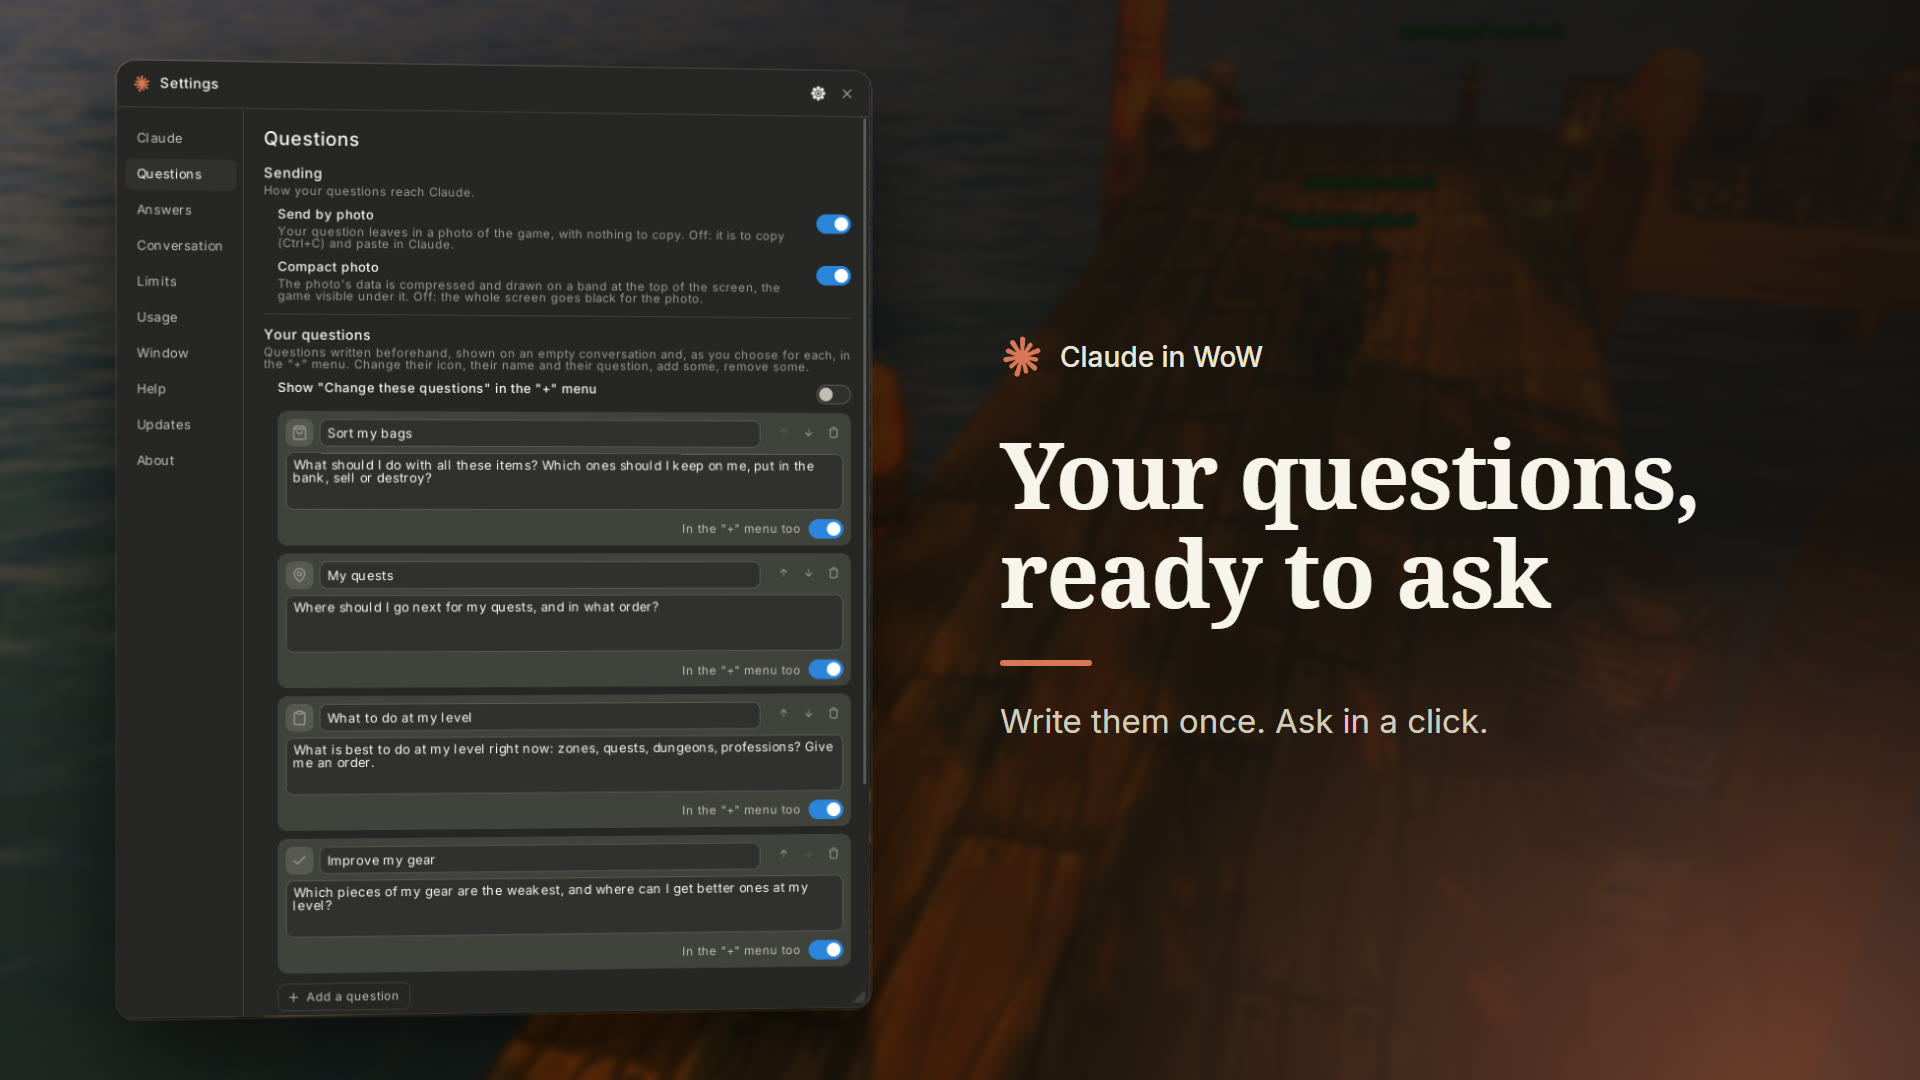 Settings
Claude
Questions
Answers
Conversation
Limits
Usage
Window
Help
Updates
About
Questions
Sending
How your questions reach Claude.
Send by photo
Your question leaves in a photo of the game, with nothing to copy. Off: it is to copy
(Ctrl+C) and paste in Claude.
Compact photo
The photo's data is compressed and drawn on a band at the top of the screen, the
game visible under it. Off: the whole screen goes black for the photo.
Your questions
Questions written beforehand, shown on an empty conversation and, as you choose for each, in
the "+" menu. Change their icon, their name and their question, add some, remove some.
Show "Change these questions" in the "+" menu
Sort my bags
What should I do with all these items? Which ones should I keep on me, put in the
bank, sell or destroy?
In the "+" menu too
My quests
Where should I go next for my quests, and in what order?
In the "+" menu too
What to do at my level
What is best to do at my level right now: zones, quests, dungeons, professions? Give
me an order.
In the "+" menu too
Improve my gear
Which pieces of my gear are the weakest, and where can I get better ones at my
level?
In the "+" menu too
+ Add a question
Claude in WoW
Your questions,
ready to ask
Write them once. Ask in a click.